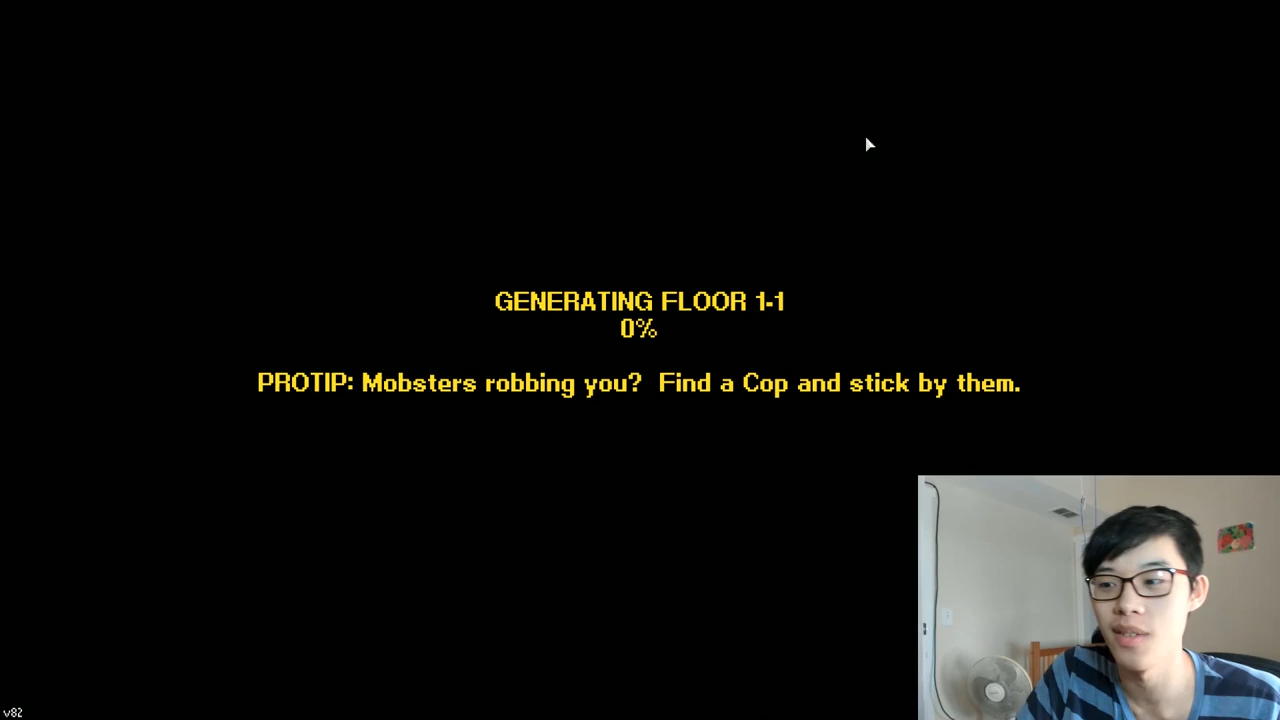 GENERATING FLOOR 1-1
0%
PROTIP: Mobsters robbing you?  Find a Cop and stick by them.
v82